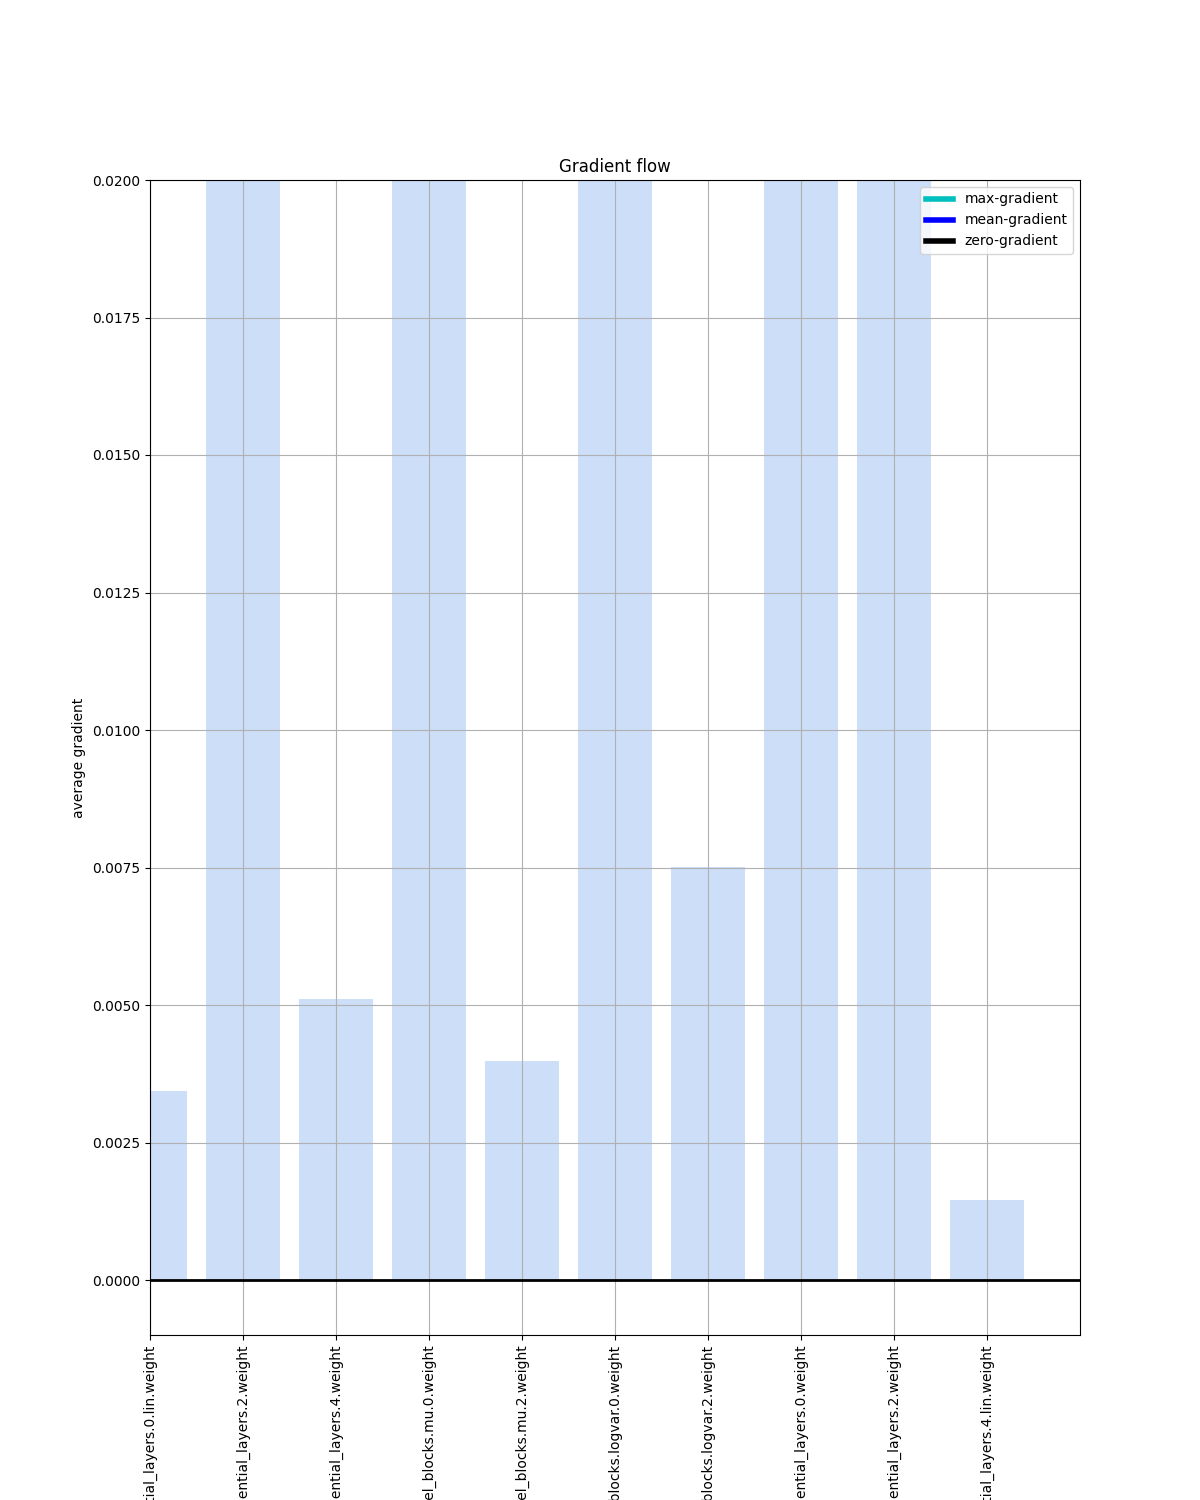 Gradient flow
max-gradient
mean-gradient
zero-gradient
0.0200
0.0175
0.0150
0.0125
0.0100
0.0075
0.0050
0.0025
0.0000
average gradient
tial_layers.0.lin.weight
ential_layers.2.weight
ential_layers.4.weight
el_blocks.mu.0.weight
el_blocks.mu.2.weight
blocks.logvar.0.weight
blocks.logvar.2.weight
ential_layers.0.weight
ential_layers.2.weight
tial_layers.4.lin.weight